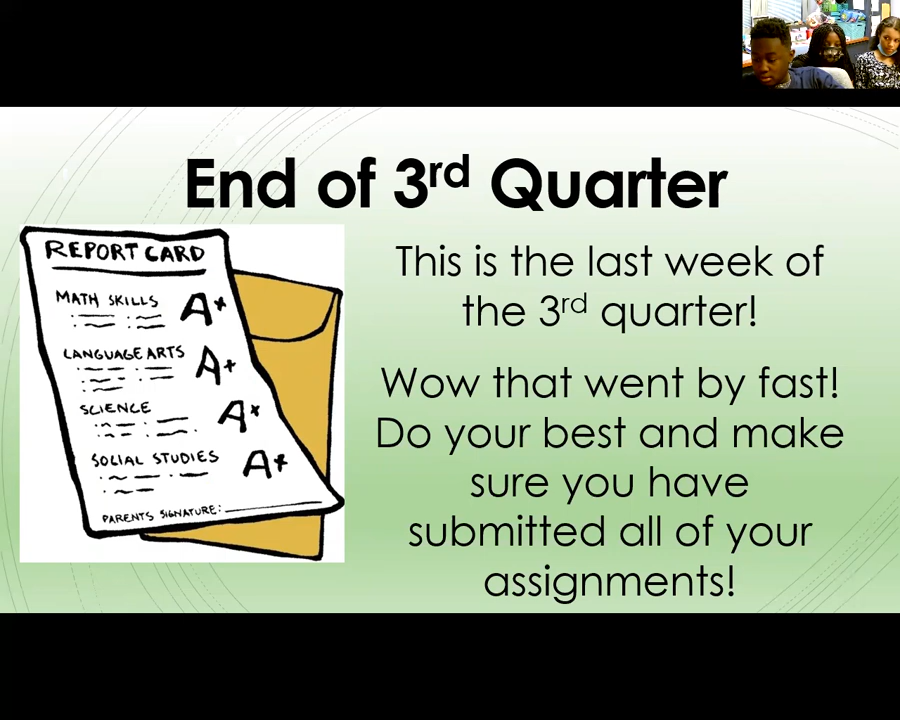 End of 3rd Quarter
REPORT CARD
MATH SKILLS A+
LANGUAGE ARTS A+
SCIENCE A+
SOCIAL STUDIES A+
PARENTS SIGNATURE:
This is the last week of
the 3rd quarter!
Wow that went by fast!
Do your best and make
sure you have
submitted all of your
assignments!